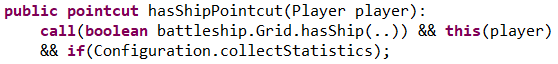 public pointcut hasShipPointcut(Player player):
call(boolean battleship.Grid.hasShip(..)) && this(player)
&& if(Configuration.collectStatistics);